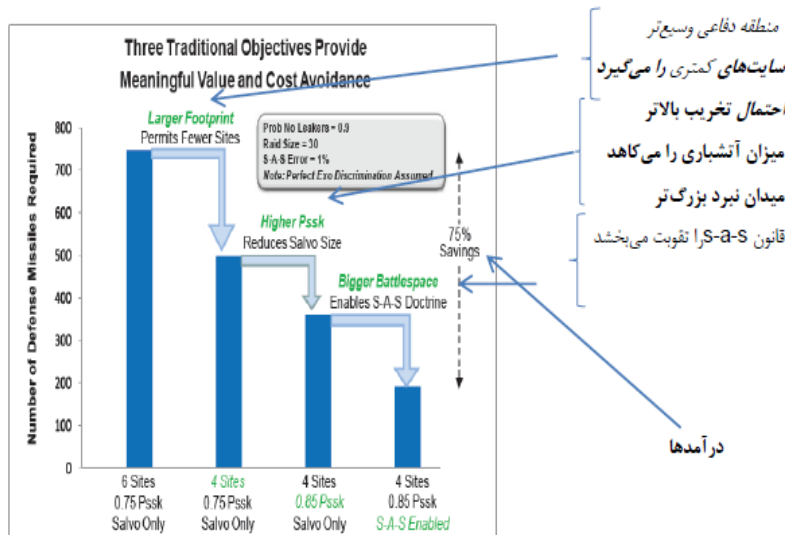 Three Traditional Objectives Provide
Meaningful Value and Cost Avoidance
Number of Defense Missiles Required
800
700
600
500
400
300
200
100
0
Larger Footprint
Permits Fewer Sites
Prob No Leakers = 0.9
Raid Size = 30
S-A-S Error = 1%
Note: Perfect Exo Discrimination Assumed
Higher Pssk
Reduces Salvo Size
Bigger Battlespace
Enables S-A-S Doctrine
75%
Savings
6 Sites
0.75 Pssk
Salvo Only
4 Sites
0.75 Pssk
Salvo Only
4 Sites
0.85 Pssk
Salvo Only
4 Sites
0.85 Pssk
S-A-S Enabled
منطقه دفاعی وسیع‌تر
سایت‌های کمتری را می‌گیرد
احتمال تخریب بالاتر
میزان آتشباری را می‌کاهد
میدان نبرد بزرگ‌تر
قانون s-a-s را تقویت می‌بخشد
درآمدها